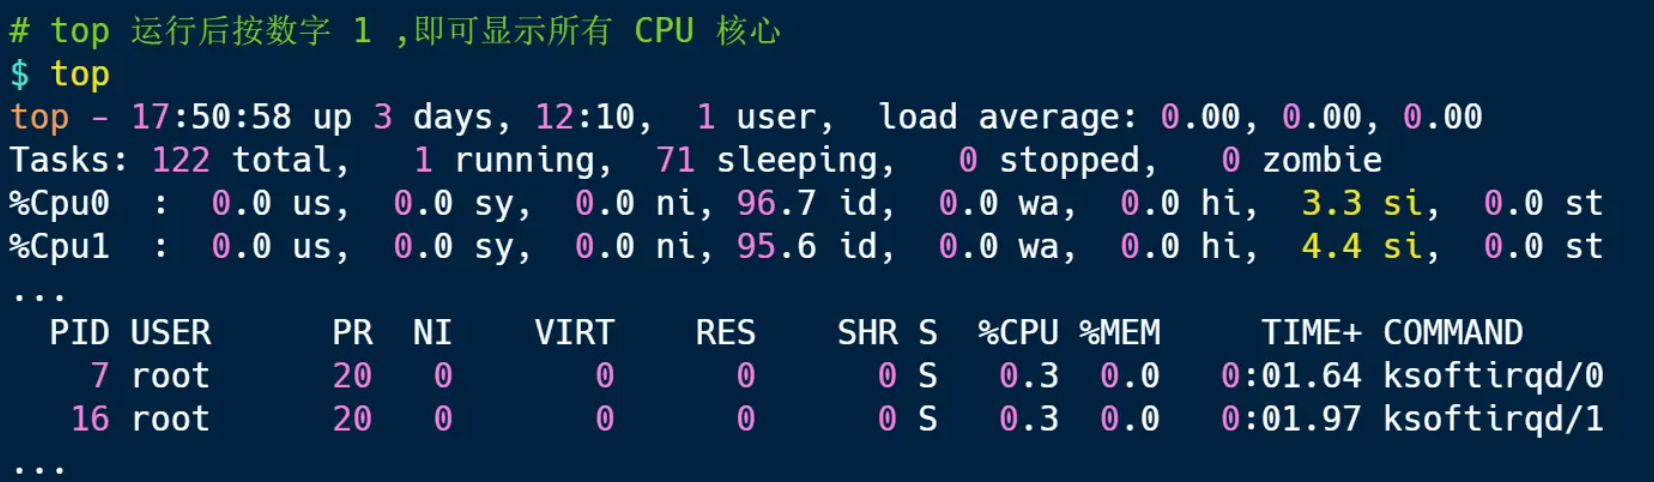 # top 运行后按数字 1 ,即可显示所有 CPU 核心
$ top
top - 17:50:58 up 3 days, 12:10,  1 user,  load average: 0.00, 0.00, 0.00
Tasks: 122 total,   1 running,  71 sleeping,   0 stopped,   0 zombie
%Cpu0  :  0.0 us,  0.0 sy,  0.0 ni, 96.7 id,  0.0 wa,  0.0 hi,  3.3 si,  0.0 st
%Cpu1  :  0.0 us,  0.0 sy,  0.0 ni, 95.6 id,  0.0 wa,  0.0 hi,  4.4 si,  0.0 st
...
  PID USER      PR  NI    VIRT    RES    SHR S  %CPU %MEM     TIME+ COMMAND
    7 root      20   0       0      0      0 S   0.3  0.0   0:01.64 ksoftirqd/0
   16 root      20   0       0      0      0 S   0.3  0.0   0:01.97 ksoftirqd/1
...